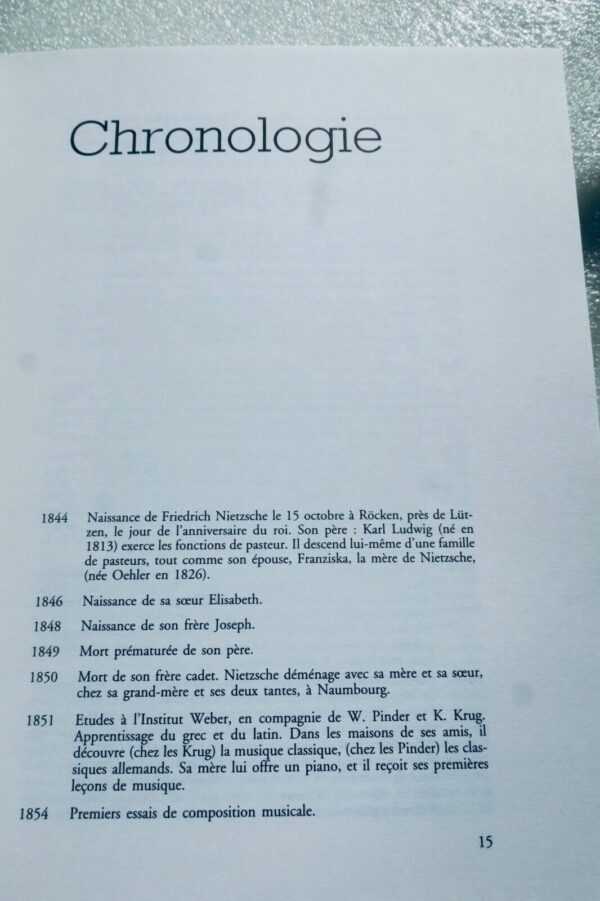 Chronologie
1844 Naissance de Friedrich Nietzsche le 15 octobre à Röcken, près de Lüt-
zen, le jour de l'anniversaire du roi. Son père : Karl Ludwig (né en
1813) exerce les fonctions de pasteur. Il descend lui-même d'une famille
de pasteurs, tout comme son épouse, Franziska, la mère de Nietzsche,
(née Oehler en 1826).
1846 Naissance de sa sœur Elisabeth.
1848 Naissance de son frère Joseph.
1849 Mort prématurée de son père.
1850 Mort de son frère cadet. Nietzsche déménage avec sa mère et sa sœur,
chez sa grand-mère et ses deux tantes, à Naumbourg.
1851 Etudes à l'Institut Weber, en compagnie de W. Pinder et K. Krug.
Apprentissage du grec et du latin. Dans les maisons de ses amis, il
découvre (chez les Krug) la musique classique, (chez les Pinder) les clas-
siques allemands. Sa mère lui offre un piano, et il reçoit ses premières
leçons de musique.
1854 Premiers essais de composition musicale.
15